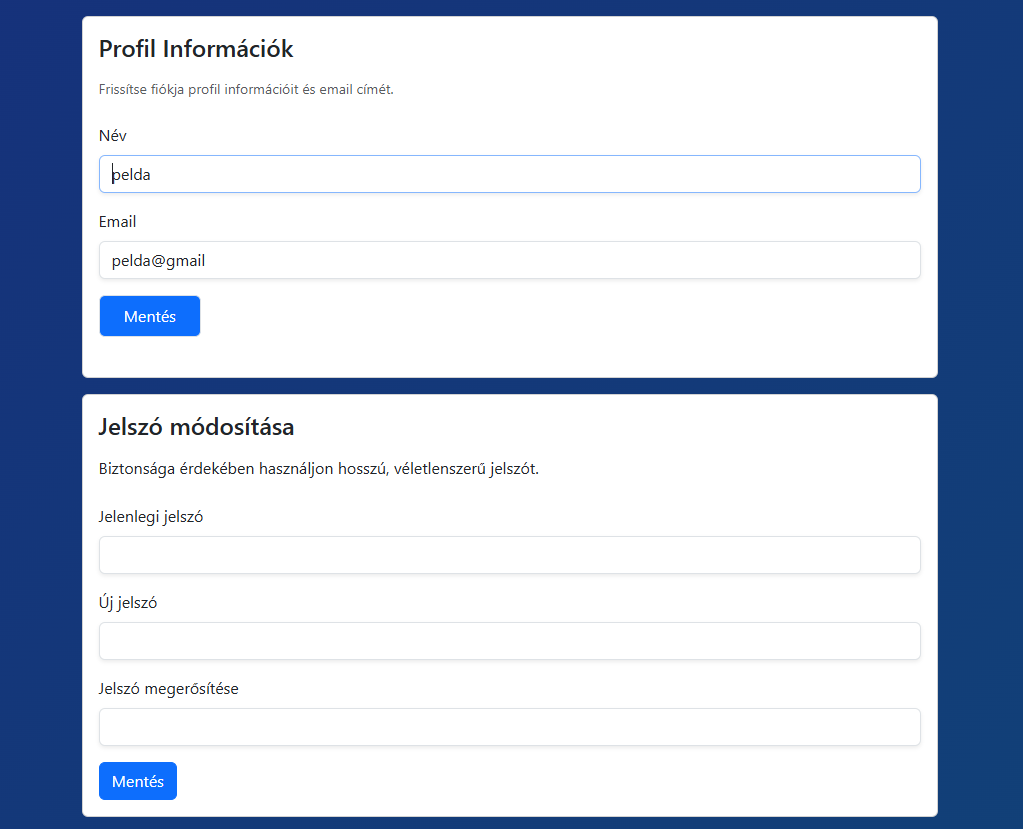 Profil Információk
Frissítse fiókja profil információit és email címét.
Név
pelda
Email
pelda@gmail
Mentés
Jelszó módosítása
Biztonsága érdekében használjon hosszú, véletlenszerű jelszót.
Jelenlegi jelszó
Új jelszó
Jelszó megerősítése
Mentés